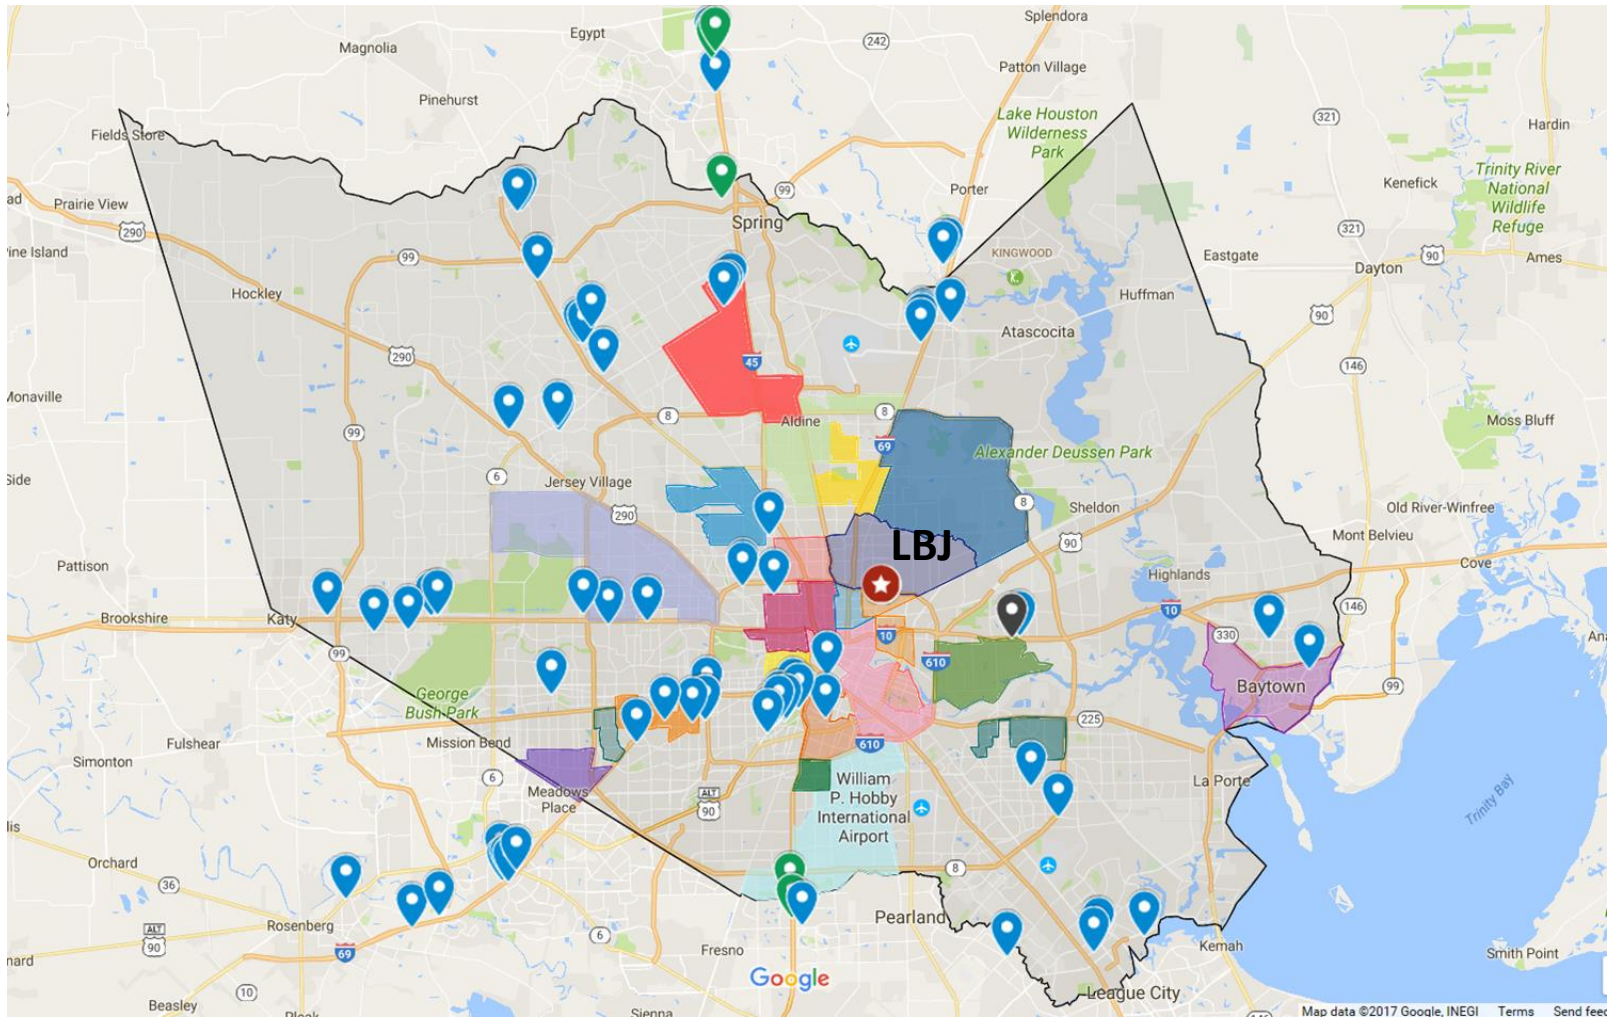 Splendora
Egypt
Magnolia
242
Patton Village
Pinehurst
Lake Houston
Wilderness
Park
321
Hardin
Fields Store
Trinity River
National
Wildlife
Refuge
Kenefick
Porter
99
ad
Prairie View
290
Spring
321
KINGWOOD
Eastgate
90
Ames
99
Dayton
Hockley
Huffman
Atascocita
90
290
45
146
Monaville
8
8
Aldine
Moss Bluff
99
69
Alexander Deussen Park
6
Jersey Village
8
Sheldon
Old River-Winfree
290
LBJ
90
Mont Belvieu
Pattison
Highlands
Cove
Brookshire
Katy
10
146
10
330
99
610
Baytown
99
George
Bush Park
225
Fulshear
Mission Bend
610
Simonton
6
William
P. Hobby
International
Airport
La Porte
Meadows
Place
ALT
90
Trinity Bay
Orchard
8
36
Pearland
Rosenberg
ALT
90
6
Kemah
69
Fresno
Smith Point
Google
10
League City
Beasley
Sienna
146
Map data ©2017 Google, INEGI Terms Send feed